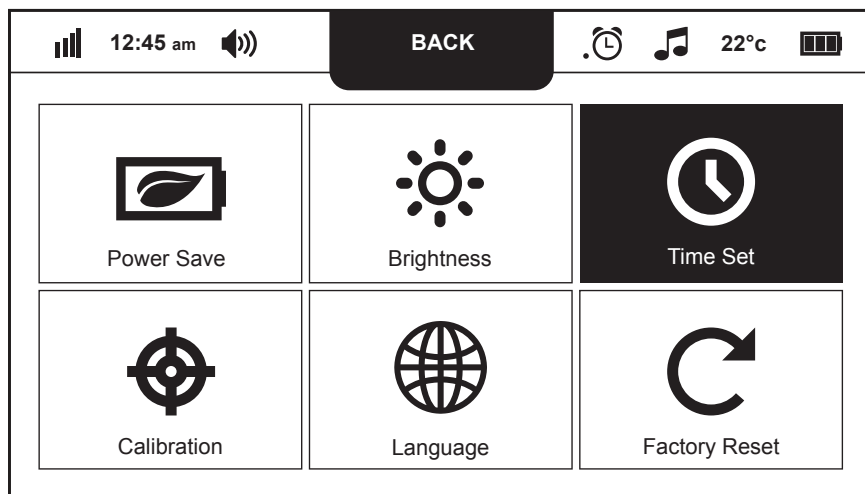 12:45 am BACK 22°c
Power Save Brightness Time Set
Calibration Language Factory Reset